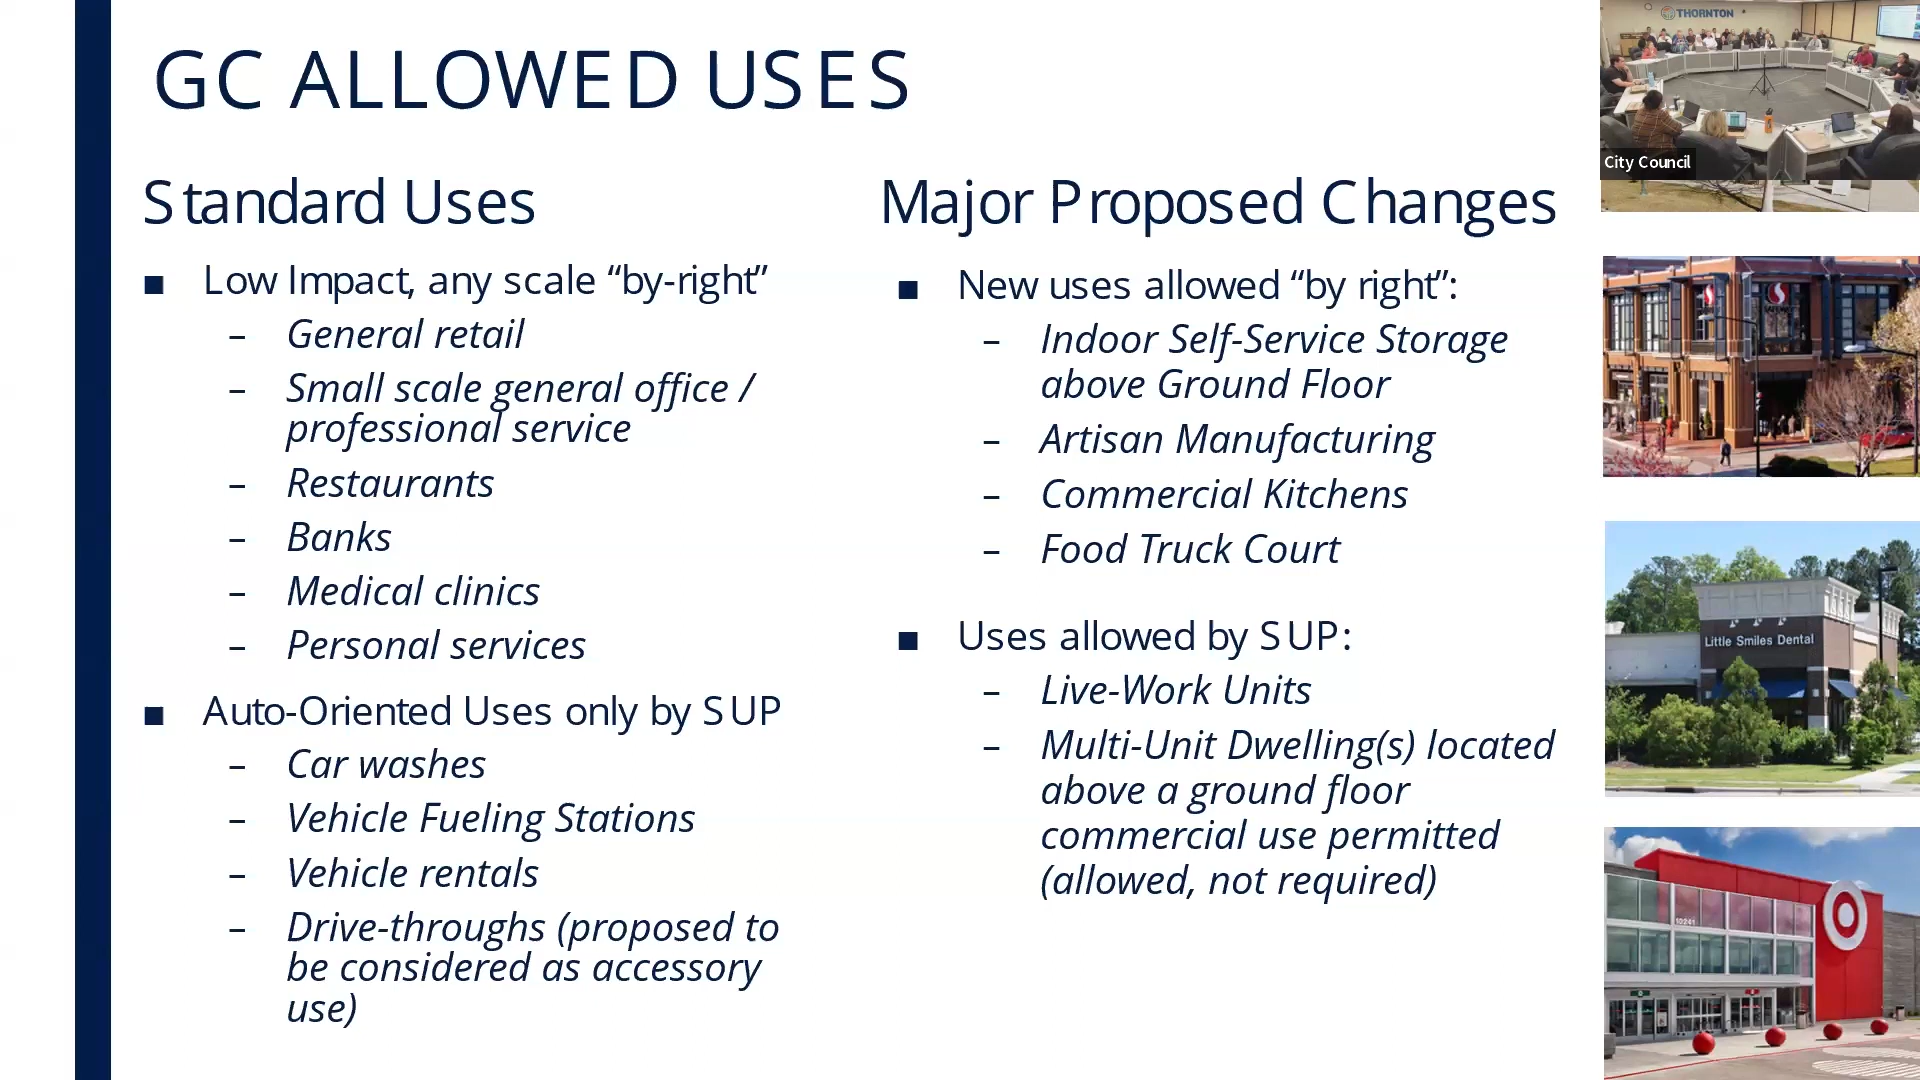 GC ALLOWED USES
Standard Uses
■ Low Impact, any scale “by-right”
– General retail
– Small scale general office /
professional service
– Restaurants
– Banks
– Medical clinics
– Personal services
■ Auto-Oriented Uses only by SUP
– Car washes
– Vehicle Fueling Stations
– Vehicle rentals
– Drive-throughs (proposed to
be considered as accessory
use)
Major Proposed Changes
■ New uses allowed “by right”:
– Indoor Self-Service Storage
above Ground Floor
– Artisan Manufacturing
– Commercial Kitchens
– Food Truck Court
■ Uses allowed by SUP:
– Live-Work Units
– Multi-Unit Dwelling(s) located
above a ground floor
commercial use permitted
(allowed, not required)
THORNTON
City Council
Little Smiles Dental
10241